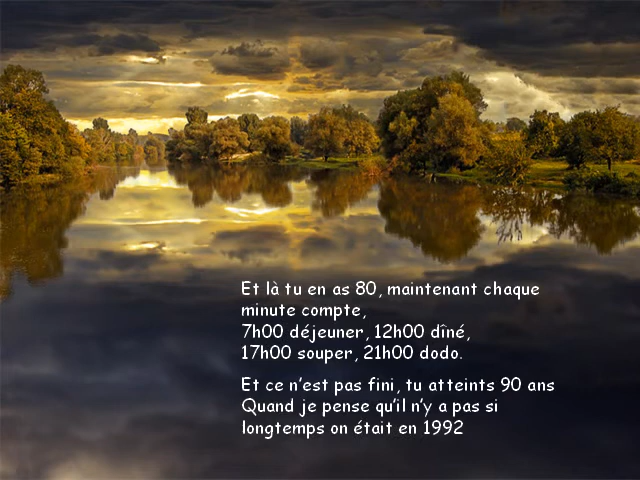 Et là tu en as 80, maintenant chaque
minute compte,
7h00 déjeuner, 12h00 dîné,
17h00 souper, 21h00 dodo.
Et ce n’est pas fini, tu atteints 90 ans
Quand je pense qu’il n’y a pas si
longtemps on était en 1992